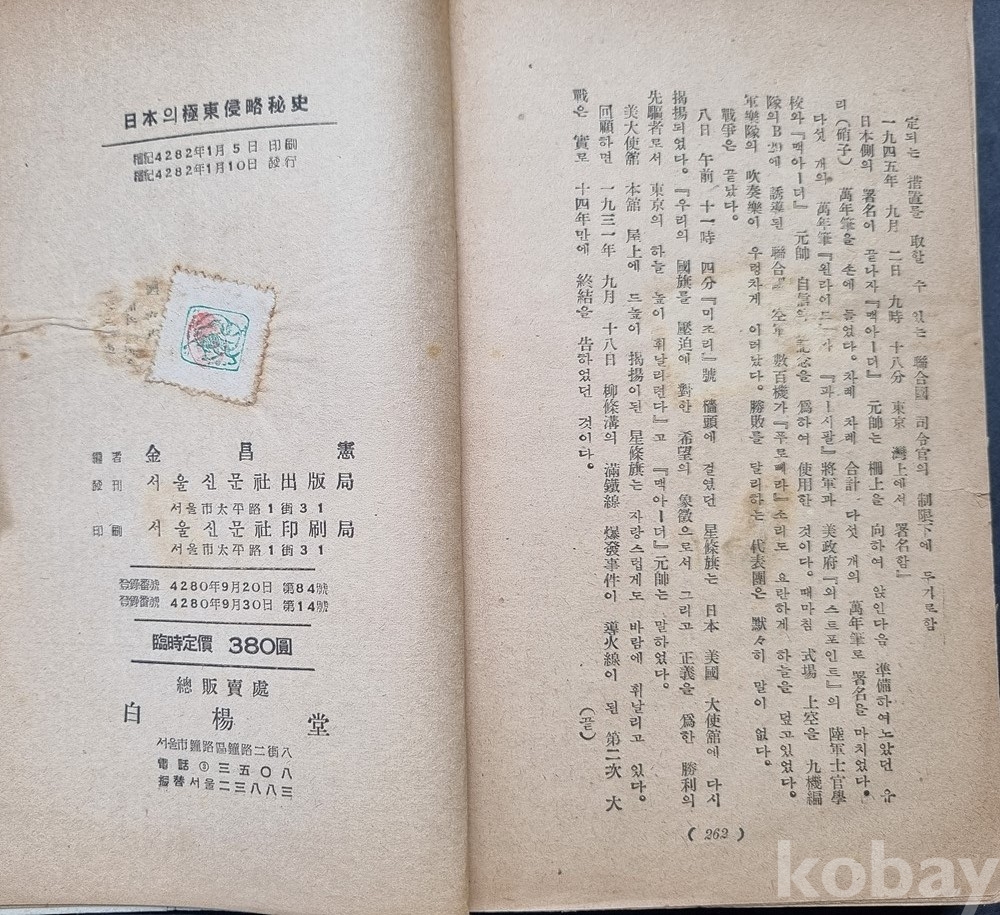 定되는 措置를 取할 수 있는 聯合國 司令官의 制限下에 두기로함
一九四五年 九月 二日 九時 十八分 東京 灣上에서 署名함』
日本側의 署名이 끝나자 『맥아ー더』 元帥는 柵上을 向하여 앉인다음 準備하여노았던 유
리(硝子) 萬年筆을 손에 들었다。차례 차례 合計 다섯 개의 萬年筆로 署名을 마치었다。
다섯 개의 萬年筆 『원라이드』와 『파ー시괄』將軍과 美政府 『의스트포인트』의 陸軍士官學
校와 『맥아ー더』 元帥 自身의 記念을 爲하여 使用한 것이다。때마침 式場 上空을 九機編
隊의 B29에 誘導된 聯合 空軍 數百機가 『푸로페라』소리도 요란하게 하늘을 덮고있었다。
軍樂隊의 吹奏樂이 우렁차게 이러났다。勝敗를 달리하는 代表團은 默々히 말이 없다。
戰爭은 끝났다。
八日 午前 十一時 四分 『미조리』號 檣頭에 걸였던 星條旗는 日本 美國 大使館에 다시
揭揚되었다。『우리의 國旗를 壓迫에 對한 希望의 象徵으로서 그리고 正義을 爲한 勝利의
先驅者로서 東京의 하늘 높이 휘날리련다』고 『맥아ー더』元帥는 말하였다。
美大使館 本館 屋上에 드높이 揭揚이된 星條旗는 자랑스럽게도 바람에 휘날리고 있다。
回顧하면 一九三一年 九月 十八日 柳條溝의 滿鐵線 爆發事件이 導火線이 된 第二次 大
戰은 實로 十四年만에 終結을 告하였던 것이다。 (끝)
( 262 )
日本의 極東侵略秘史
檀紀4282年1月 5日 印刷
檀紀4282年1月10日 發行
編者 金昌憲
發刊 서울신문社出版局
서울市太平路1街31
印刷 서울신문社印刷局
서울市太平路1街31
登錄番號 4280年9月20日 第84號
登錄番號 4280年9月30日 第14號
臨時定價 380圓
總販賣處
白楊堂
서울市鐘路區鐘路二街八
電話③三五〇八
振替서울二三八八三
kobay